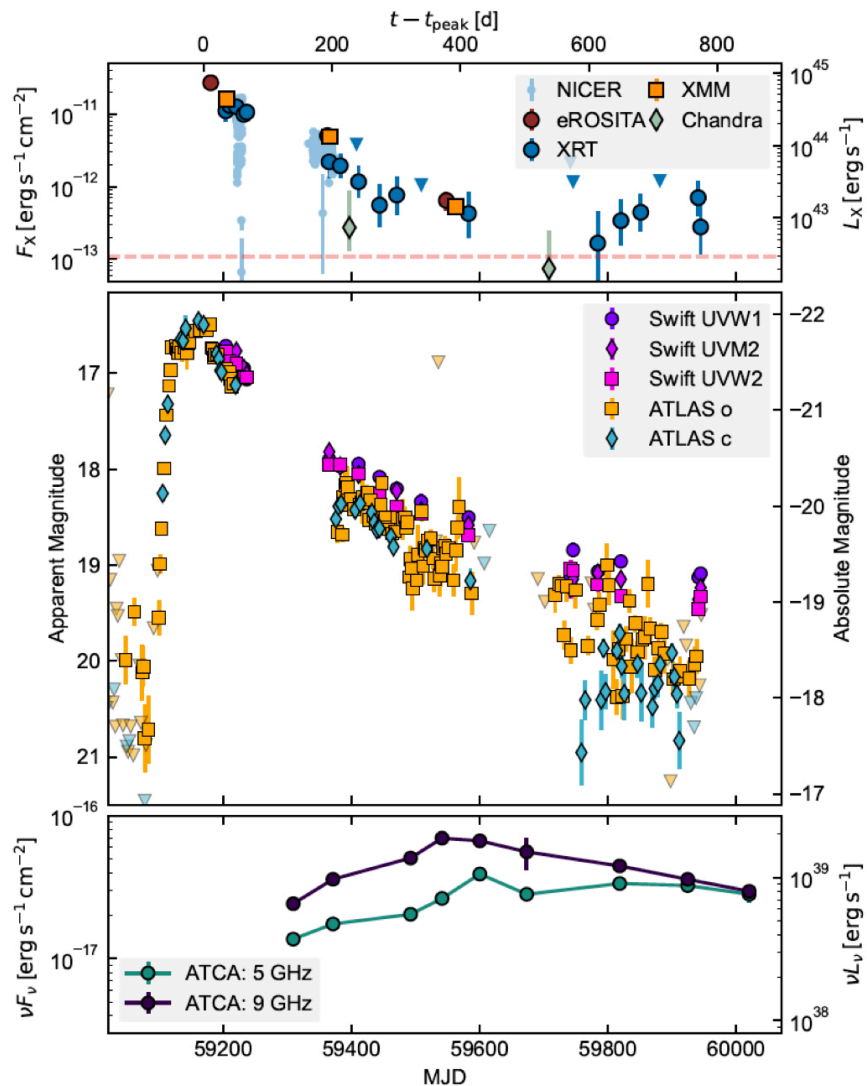 t − t_peak [d]
0 200 400 600 800
F_X [erg s⁻¹ cm⁻²]
10⁻¹¹
10⁻¹²
10⁻¹³
NICER
eROSITA
XRT
XMM
Chandra
L_X [erg s⁻¹]
10⁴⁵
10⁴⁴
10⁴³
Apparent Magnitude
17
18
19
20
21
Swift UVW1
Swift UVM2
Swift UVW2
ATLAS o
ATLAS c
Absolute Magnitude
−22
−21
−20
−19
−18
−17
νF_ν [erg s⁻¹ cm⁻²]
10⁻¹⁶
10⁻¹⁷
ATCA: 5 GHz
ATCA: 9 GHz
νL_ν [erg s⁻¹]
10³⁹
10³⁸
59200 59400 59600 59800 60000
MJD